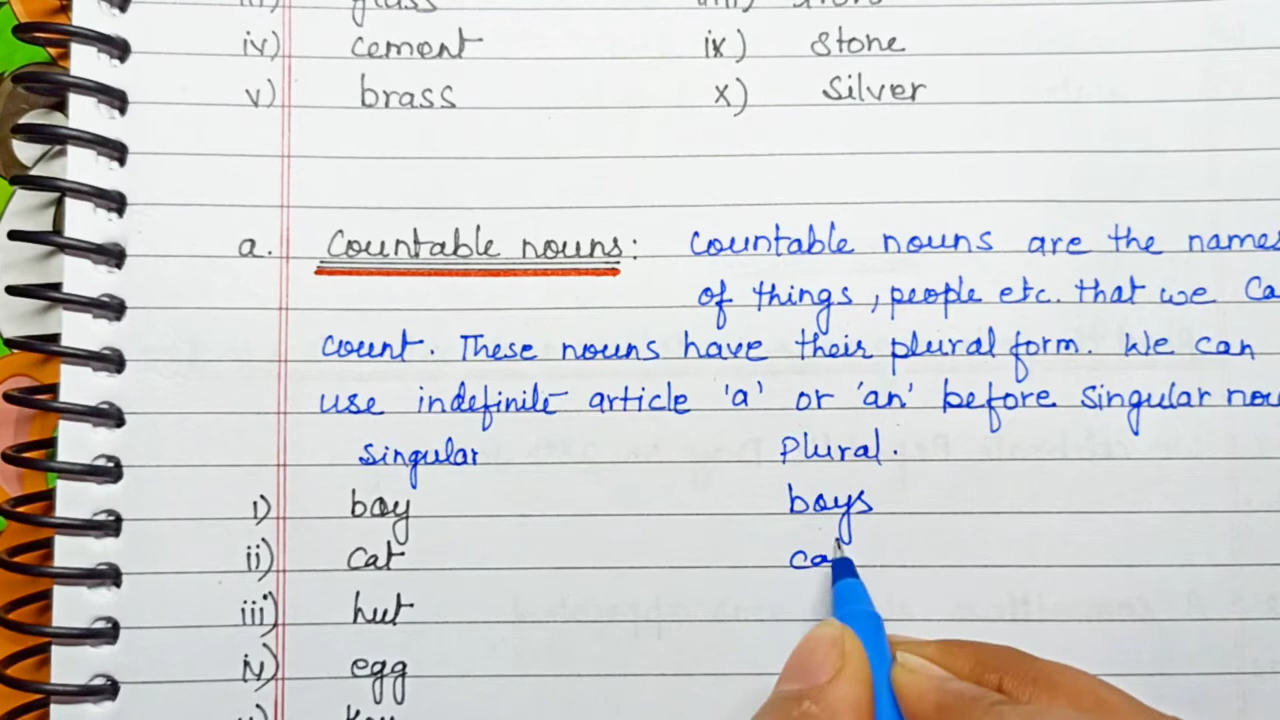 iv) cement ix) Stone
v) brass x) Silver
a. Countable nouns: Countable nouns are the names
of things, people etc. that we Ca
count. These nouns have their plural form. We can
use indefinite article 'a' or 'an' before singular nou
singular Plural.
i) boy boys
ii) cat ca
iii) hut
iv) egg